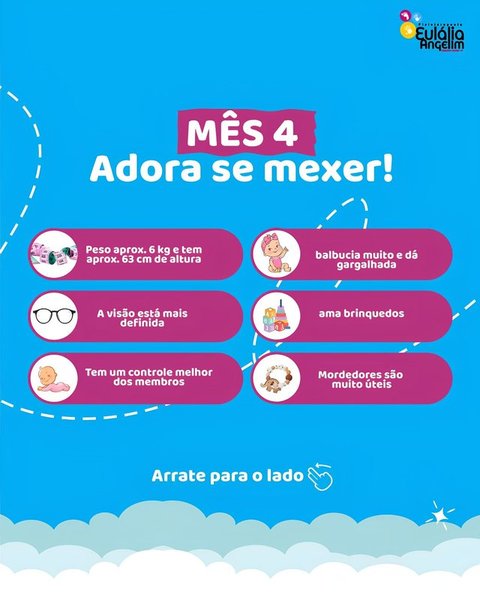 Fisioterapeuta
Eulália
Angelim
MÊS 4
Adora se mexer!
Peso aprox. 6 kg e tem
aprox. 63 cm de altura
balbucia muito e dá
gargalhada
A visão está mais
definida
ama brinquedos
Tem um controle melhor
dos membros
Mordedores são
muito úteis
Arrate para o lado